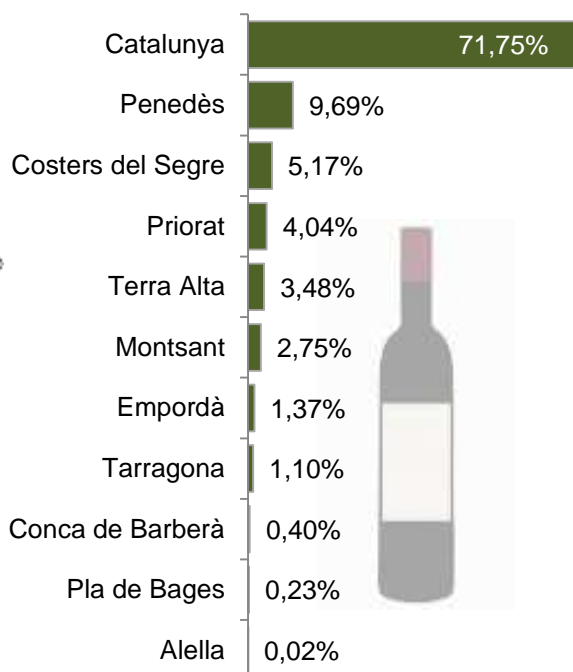 Catalunya 71,75%
Penedès 9,69%
Costers del Segre 5,17%
Priorat 4,04%
Terra Alta 3,48%
Montsant 2,75%
Empordà 1,37%
Tarragona 1,10%
Conca de Barberà 0,40%
Pla de Bages 0,23%
Alella 0,02%